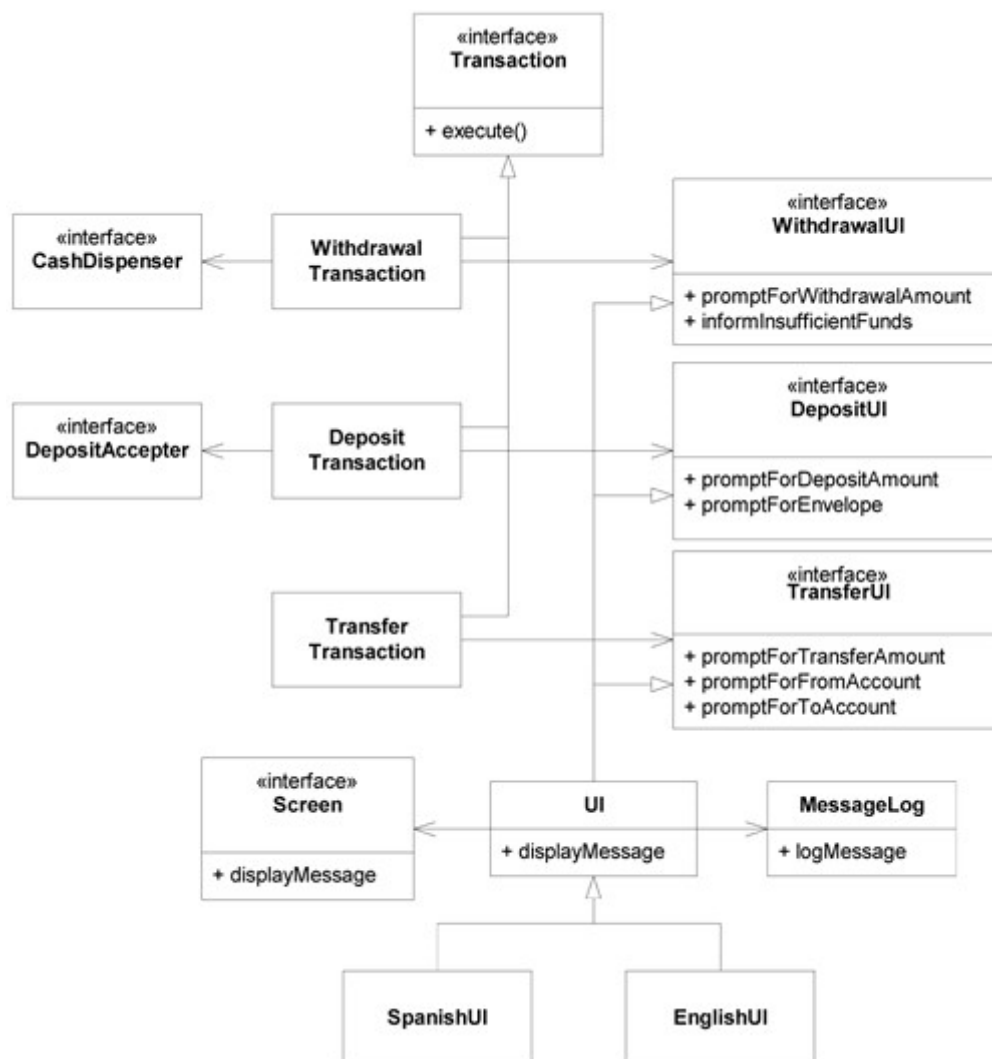 «interface»
Transaction
+ execute()
«interface»
CashDispenser
Withdrawal
Transaction
«interface»
WithdrawalUI
+ promptForWithdrawalAmount
+ informInsufficientFunds
«interface»
DepositAccepter
Deposit
Transaction
«interface»
DepositUI
+ promptForDepositAmount
+ promptForEnvelope
Transfer
Transaction
«interface»
TransferUI
+ promptForTransferAmount
+ promptForFromAccount
+ promptForToAccount
«interface»
Screen
+ displayMessage
UI
+ displayMessage
MessageLog
+ logMessage
SpanishUI
EnglishUI